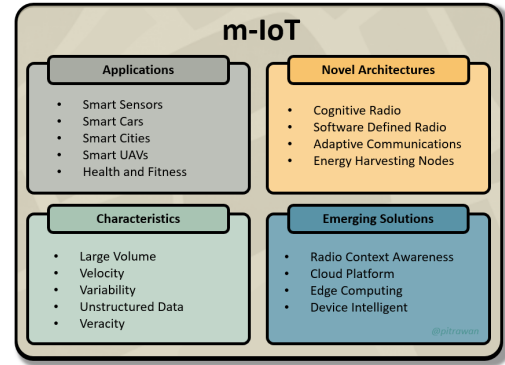 m-IoT
Applications
• Smart Sensors
• Smart Cars
• Smart Cities
• Smart UAVs
• Health and Fitness
Novel Architectures
• Cognitive Radio
• Software Defined Radio
• Adaptive Communications
• Energy Harvesting Nodes
Characteristics
• Large Volume
• Velocity
• Variability
• Unstructured Data
• Veracity
Emerging Solutions
• Radio Context Awareness
• Cloud Platform
• Edge Computing
• Device Intelligent
@lpitrowan